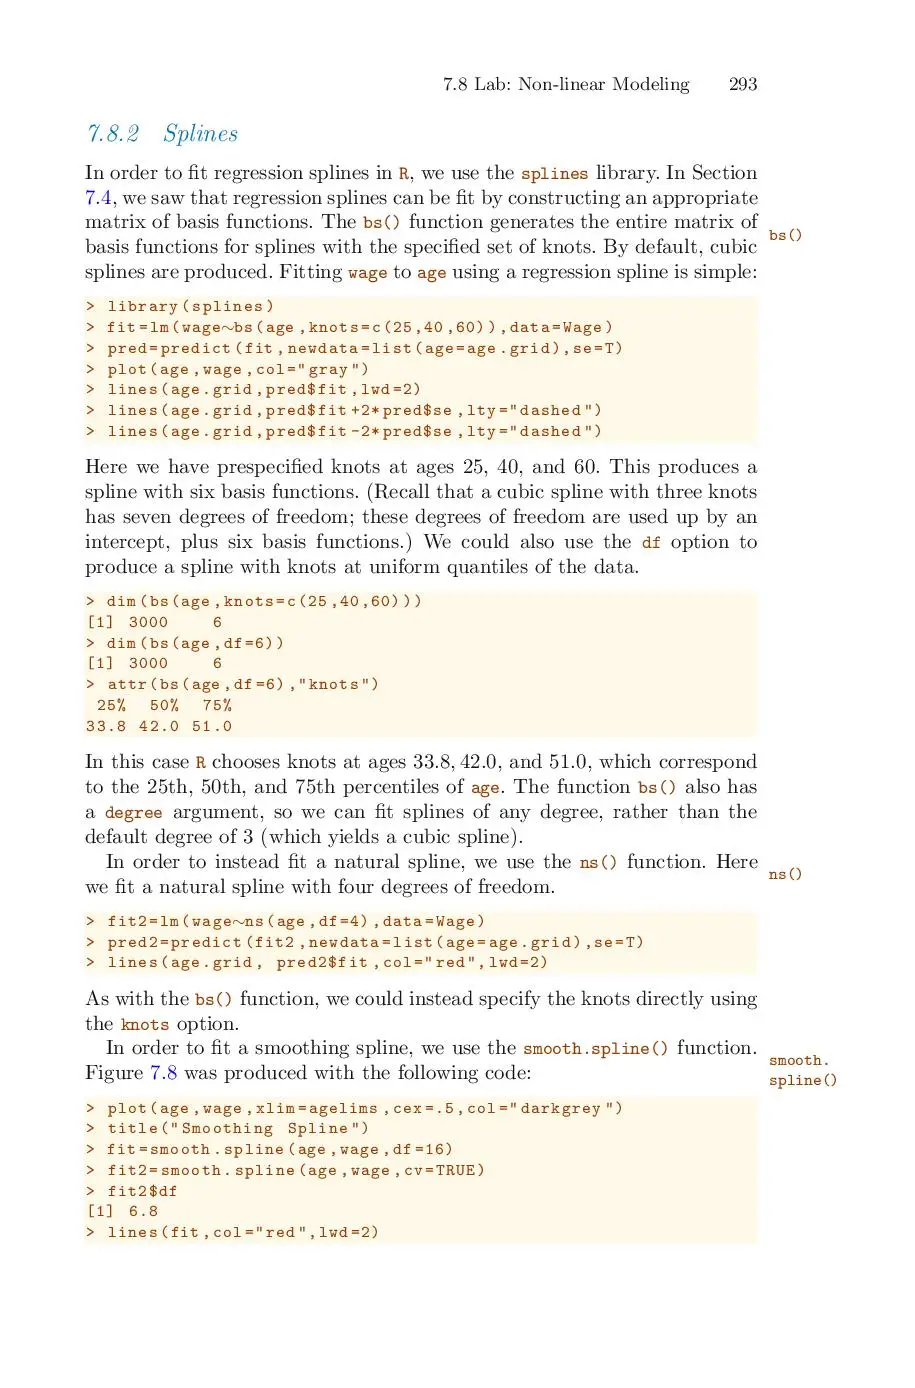 7.8 Lab: Non-linear Modeling 293
7.8.2 Splines
In order to fit regression splines in R, we use the splines library. In Section
7.4, we saw that regression splines can be fit by constructing an appropriate
matrix of basis functions. The bs() function generates the entire matrix of
bs()
basis functions for splines with the specified set of knots. By default, cubic
splines are produced. Fitting wage to age using a regression spline is simple:
> library(splines)
> fit=lm(wage∼bs(age,knots=c(25,40,60)),data=Wage)
> pred=predict(fit,newdata=list(age=age.grid),se=T)
> plot(age,wage,col="gray")
> lines(age.grid,pred$fit,lwd=2)
> lines(age.grid,pred$fit+2*pred$se,lty="dashed")
> lines(age.grid,pred$fit-2*pred$se,lty="dashed")
Here we have prespecified knots at ages 25, 40, and 60. This produces a
spline with six basis functions. (Recall that a cubic spline with three knots
has seven degrees of freedom; these degrees of freedom are used up by an
intercept, plus six basis functions.) We could also use the df option to
produce a spline with knots at uniform quantiles of the data.
> dim(bs(age,knots=c(25,40,60)))
[1] 3000 6
> dim(bs(age,df=6))
[1] 3000 6
> attr(bs(age,df=6),"knots")
25% 50% 75%
33.8 42.0 51.0
In this case R chooses knots at ages 33.8, 42.0, and 51.0, which correspond
to the 25th, 50th, and 75th percentiles of age. The function bs() also has
a degree argument, so we can fit splines of any degree, rather than the
default degree of 3 (which yields a cubic spline).
In order to instead fit a natural spline, we use the ns() function. Here
ns()
we fit a natural spline with four degrees of freedom.
> fit2=lm(wage∼ns(age,df=4),data=Wage)
> pred2=predict(fit2,newdata=list(age=age.grid),se=T)
> lines(age.grid, pred2$fit,col="red",lwd=2)
As with the bs() function, we could instead specify the knots directly using
the knots option.
In order to fit a smoothing spline, we use the smooth.spline() function.
smooth.
spline()
Figure 7.8 was produced with the following code:
> plot(age,wage,xlim=agelims,cex=.5,col="darkgrey")
> title("Smoothing Spline")
> fit=smooth.spline(age,wage,df=16)
> fit2=smooth.spline(age,wage,cv=TRUE)
> fit2$df
[1] 6.8
> lines(fit,col="red",lwd=2)